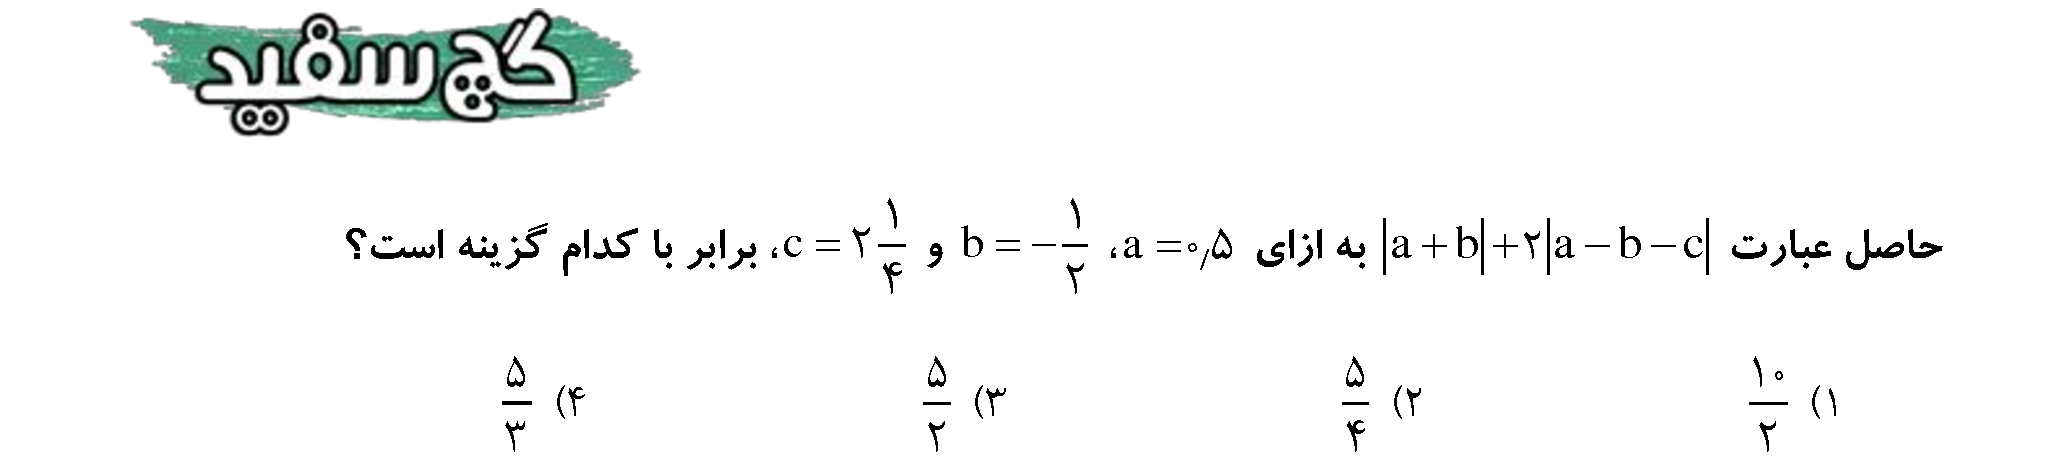 گچ سفید
حاصل عبارت |a+b|+۲|a−b−c| به ازای a=۰/۵، b=−۱/۲ و c=۲ ۱/۴، برابر با کدام گزینه است؟
۱) ۱۰/۲ ۲) ۵/۴ ۳) ۵/۲ ۴) ۵/۳